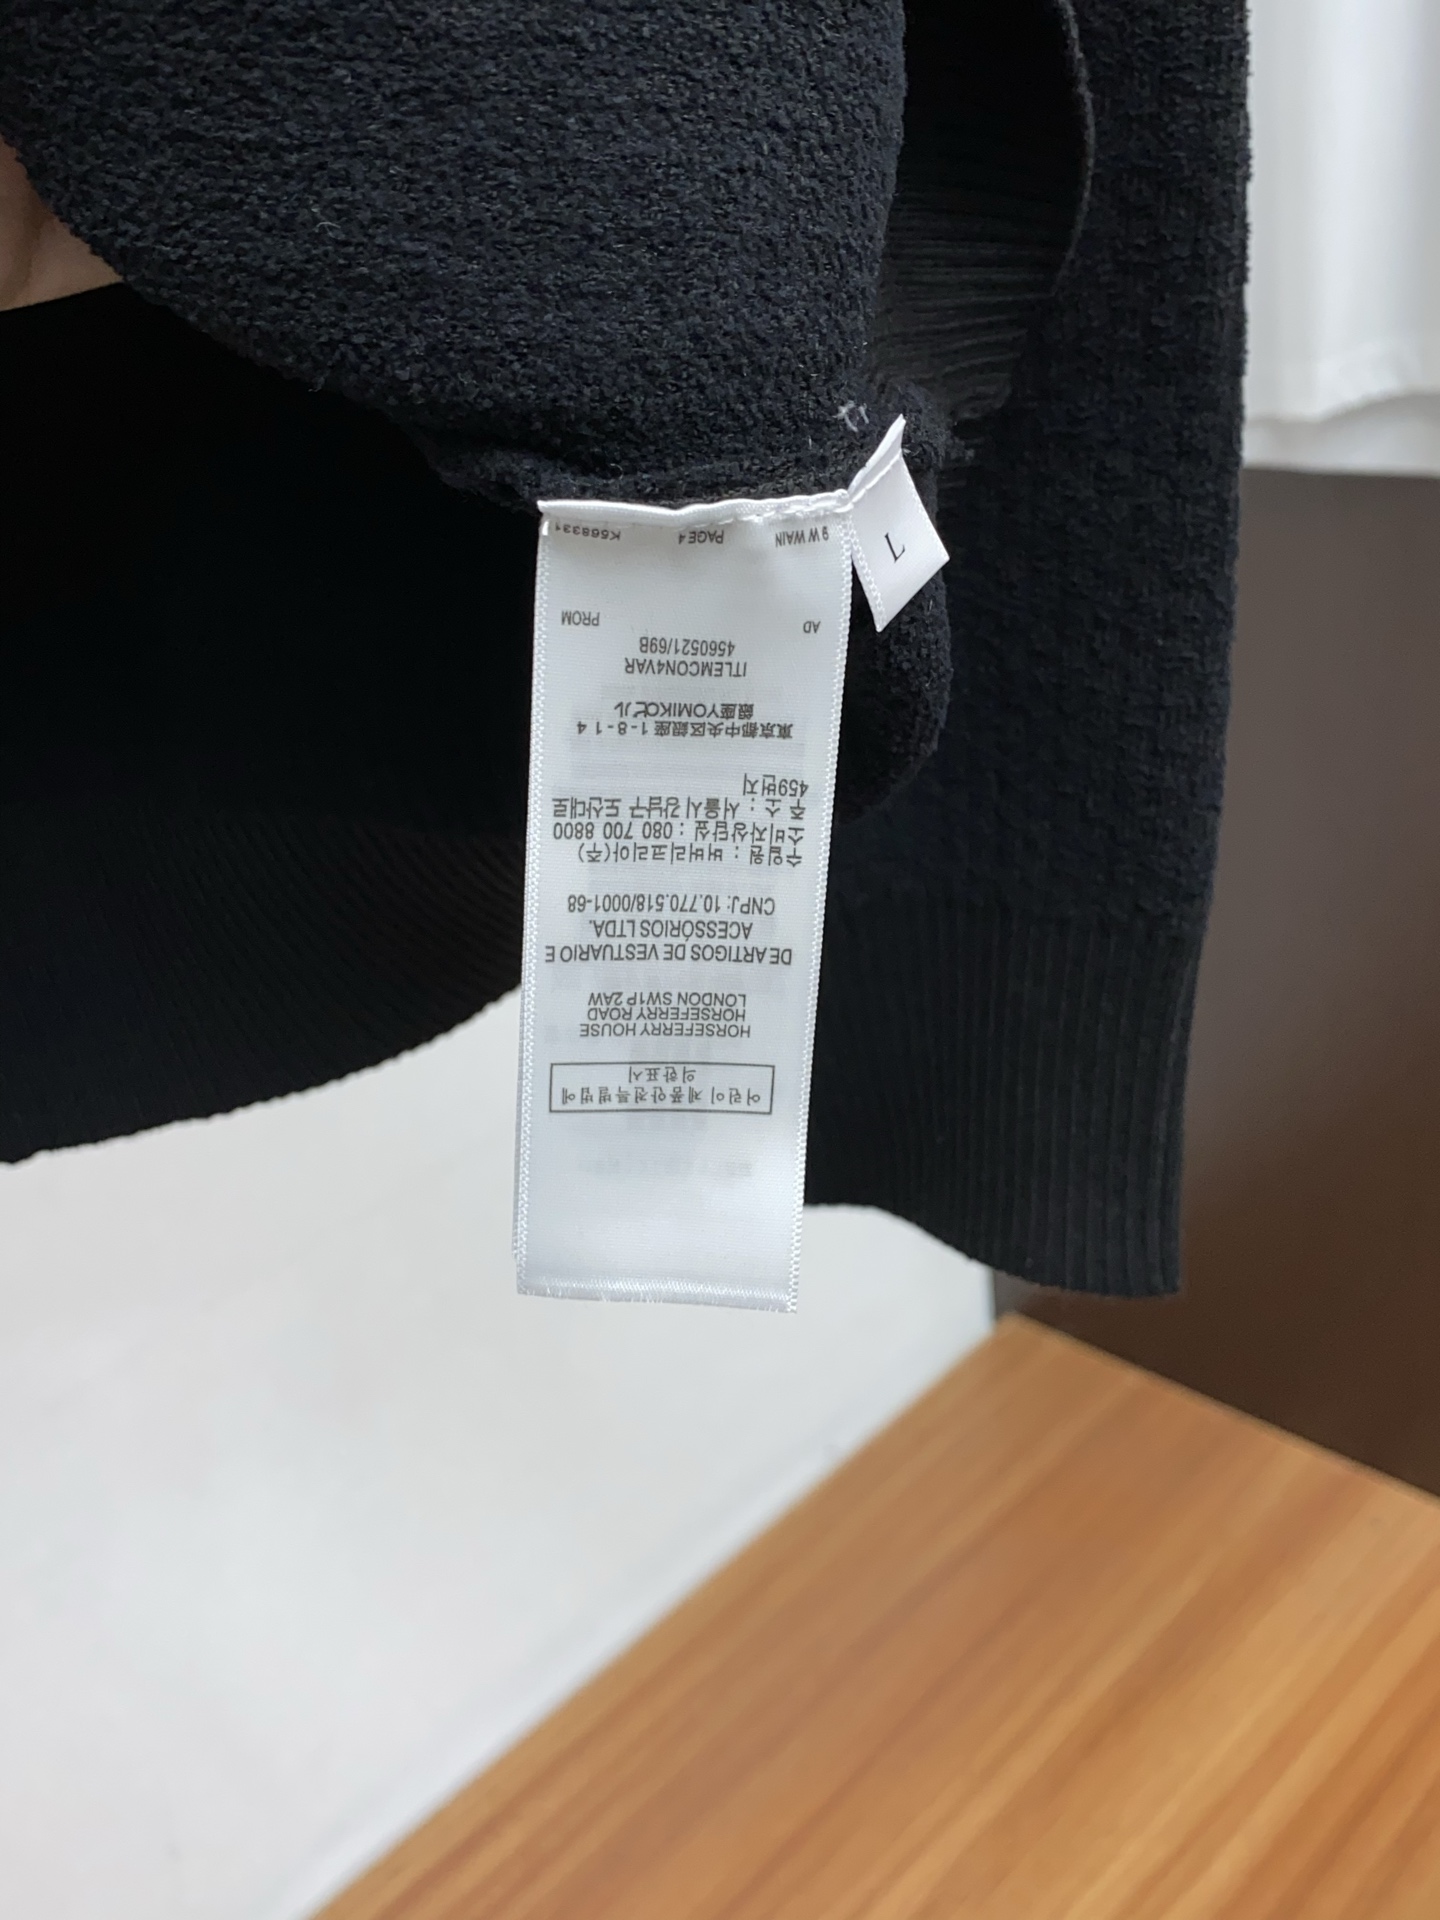 어린이제품안전특별법에
의한표시
HORSEFERRY HOUSE
HORSEFERRY ROAD
LONDON SW1P 2AW
DE ARTIGOS DE VESTUARIO E
ACESSÓRIOS LTDA.
CNPJ: 10.770.518/0001-68
수입원 : 버버리코리아(주)
소비자상담실 : 080 700 8800
주 소 : 서울시 강남구 도산대로
459번지
東京都中央区銀座 1-8-14
銀座YOMIKOビル
ITLEMCON4VAR
4560521/69B
AD PROM
9 W WAIN PAGE 4 K568331
L